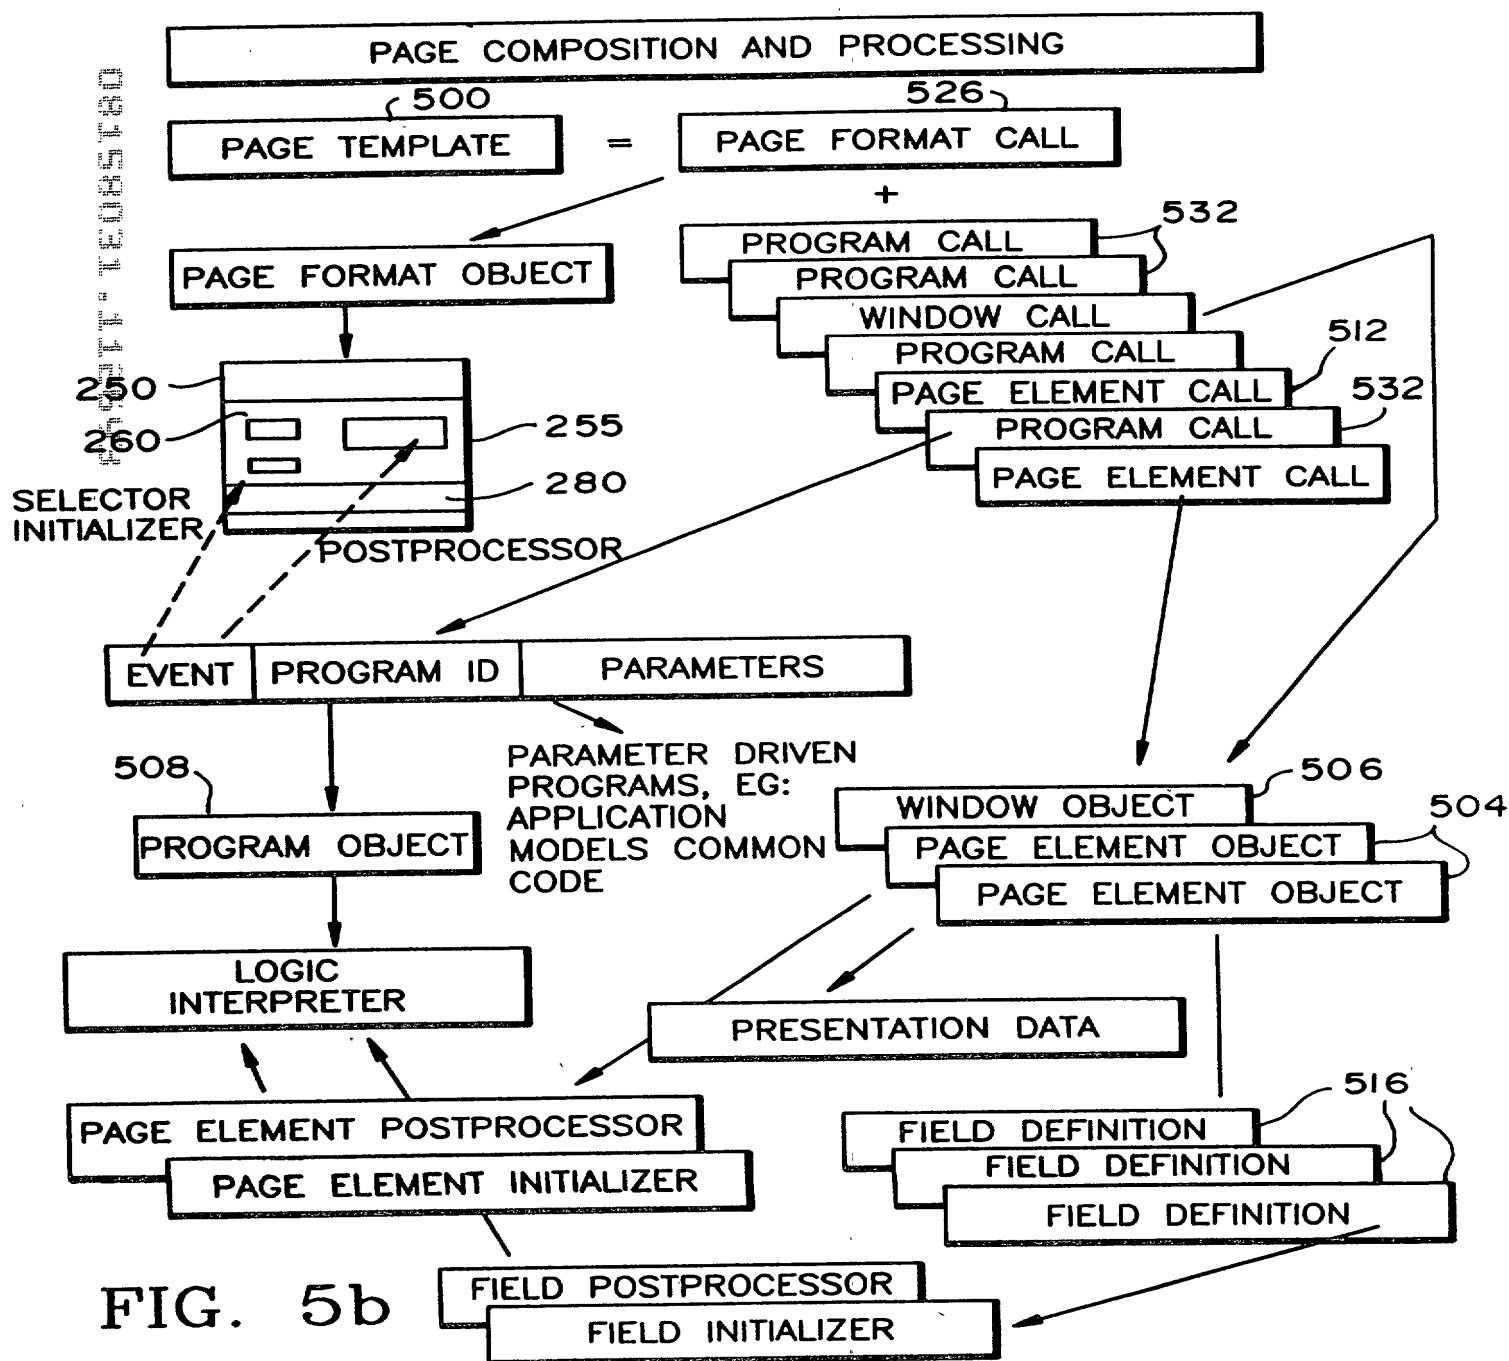 PAGE COMPOSITION AND PROCESSING
500
526
PAGE TEMPLATE
=
PAGE FORMAT CALL
+
532
PROGRAM CALL
PROGRAM CALL
PAGE FORMAT OBJECT
WINDOW CALL
PROGRAM CALL
512
PAGE ELEMENT CALL
532
PROGRAM CALL
PAGE ELEMENT CALL
250
260
255
280
SELECTOR
INITIALIZER
POSTPROCESSOR
EVENT
PROGRAM ID
PARAMETERS
PARAMETER DRIVEN
PROGRAMS, EG:
APPLICATION
MODELS COMMON
CODE
508
PROGRAM OBJECT
506
WINDOW OBJECT
504
PAGE ELEMENT OBJECT
PAGE ELEMENT OBJECT
LOGIC
INTERPRETER
PRESENTATION DATA
PAGE ELEMENT POSTPROCESSOR
PAGE ELEMENT INITIALIZER
516
FIELD DEFINITION
FIELD DEFINITION
FIELD DEFINITION
FIELD POSTPROCESSOR
FIELD INITIALIZER
FIG. 5b